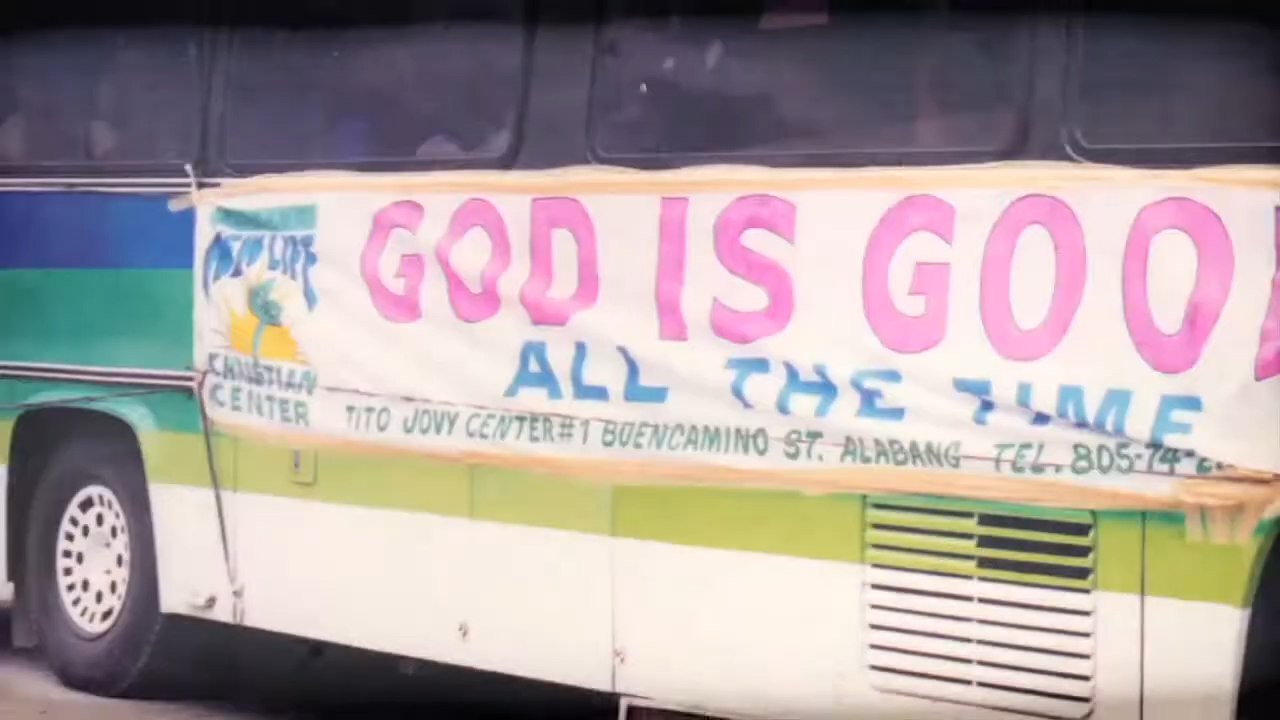 NEW LIFE
CHRISTIAN
CENTER
GOD IS GOO
ALL THE TIME
TITO JOVY CENTER #1 BUENCAMINO ST. ALABANG TEL. 805-74-